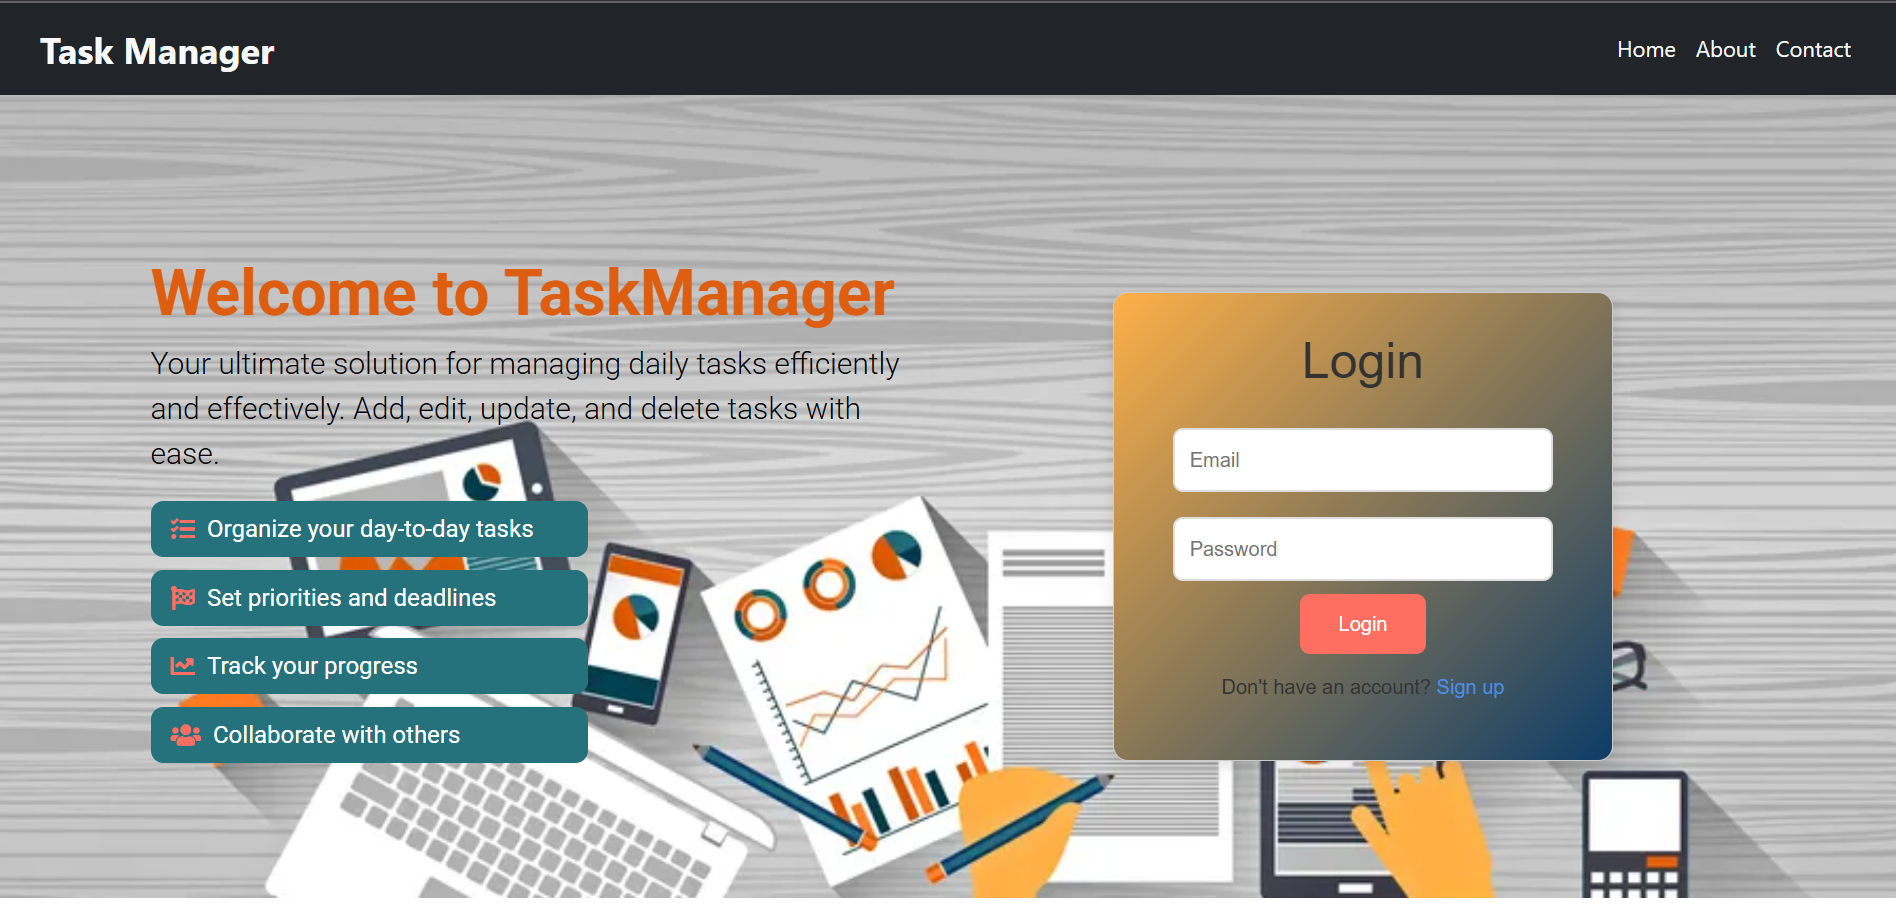 Task Manager
Home About Contact
Welcome to TaskManager
Your ultimate solution for managing daily tasks efficiently
and effectively. Add, edit, update, and delete tasks with
ease.
Organize your day-to-day tasks
Set priorities and deadlines
Track your progress
Collaborate with others
Login
Email
Password
Login
Don't have an account? Sign up